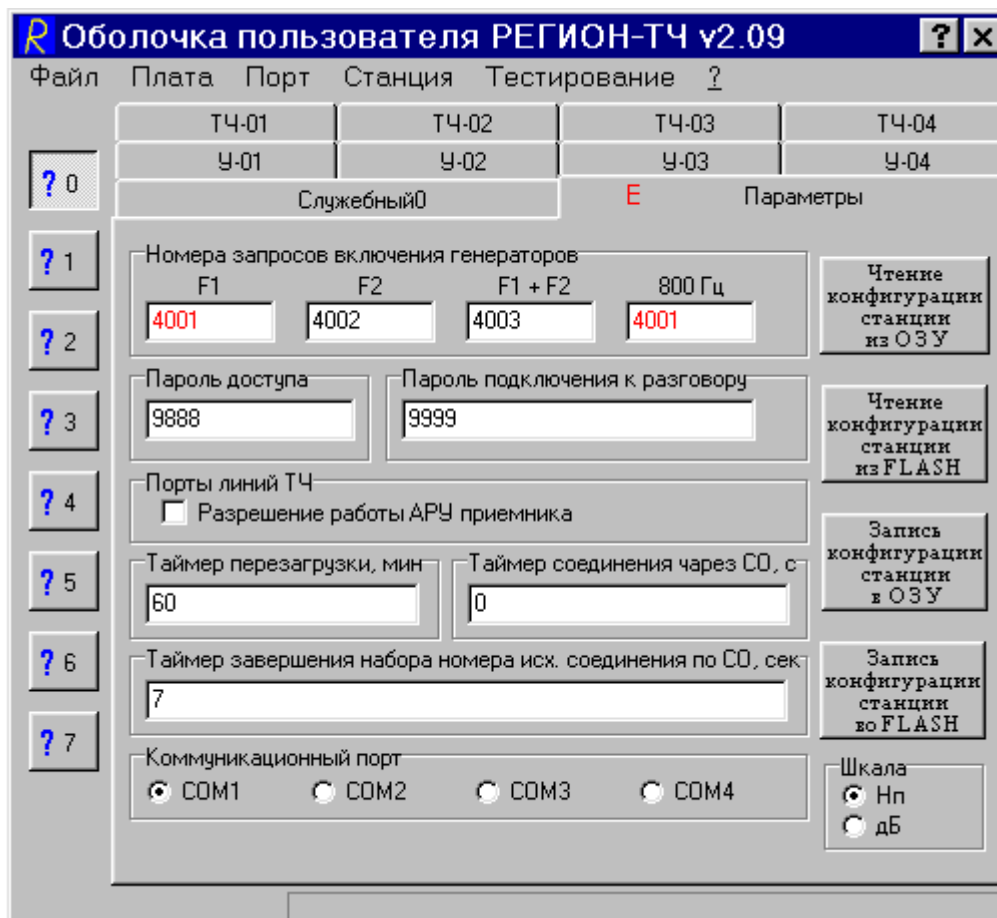 R Оболочка пользователя РЕГИОН-ТЧ v2.09 ? ×
Файл Плата Порт Станция Тестирование ?
ТЧ-01 ТЧ-02 ТЧ-03 ТЧ-04
У-01 У-02 У-03 У-04
Служебный0 Е Параметры
? 0
? 1
? 2
? 3
? 4
? 5
? 6
? 7
Номера запросов включения генераторов
F1 F2 F1 + F2 800 Гц
4001 4002 4003 4001
Пароль доступа Пароль подключения к разговору
9888 9999
Порты линий ТЧ
Разрешение работы АРУ приемника
Таймер перезагрузки, мин Таймер соединения чарез СО, с
60 0
Таймер завершения набора номера исх. соединения по СО, сек
7
Коммуникационный порт
COM1 COM2 COM3 COM4
Чтение
конфигурации
станции
из ОЗУ
Чтение
конфигурации
станции
из FLASH
Запись
конфигурации
станции
в ОЗУ
Запись
конфигурации
станции
во FLASH
Шкала
Нп
дБ